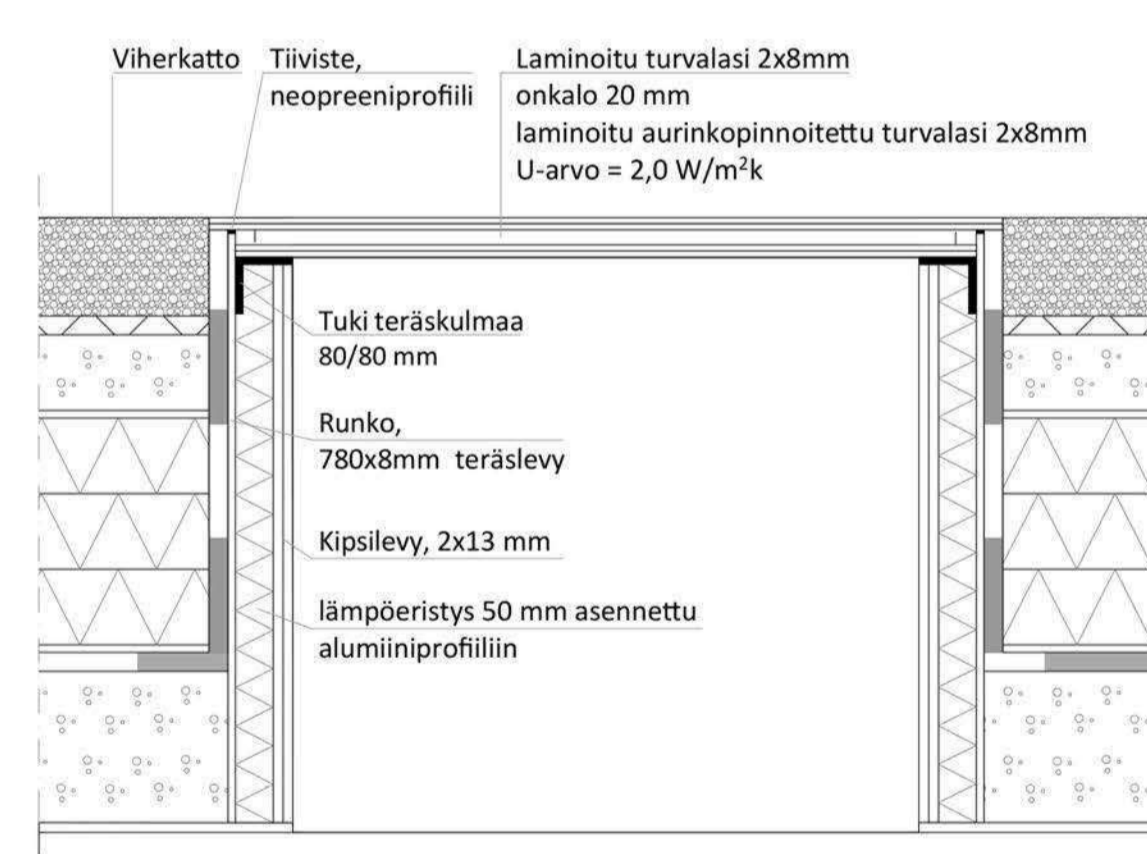 Viherkatto
Tiiviste,
neopreeniprofiili
Laminoitu turvalasi 2x8mm
onkalo 20 mm
laminoitu aurinkopinnoitettu turvalasi 2x8mm
U-arvo = 2,0 W/m²k
Tuki teräskulmaa
80/80 mm
Runko,
780x8mm teräslevy
Kipsilevy, 2x13 mm
lämpöeristys 50 mm asennettu
alumiiniprofiiliin